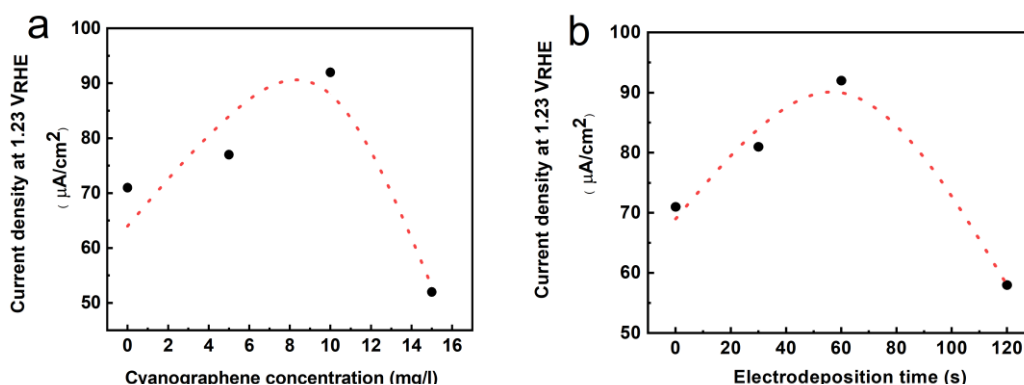 a
Current density at 1.23 VRHE
( μA/cm2)
100
90
80
70
60
50
0 2 4 6 8 10 12 14 16
Cyanographene concentration (mg/l)
b
Current density at 1.23 VRHE
( μA/cm2)
100
90
80
70
60
50
0 20 40 60 80 100 120
Electrodeposition time (s)